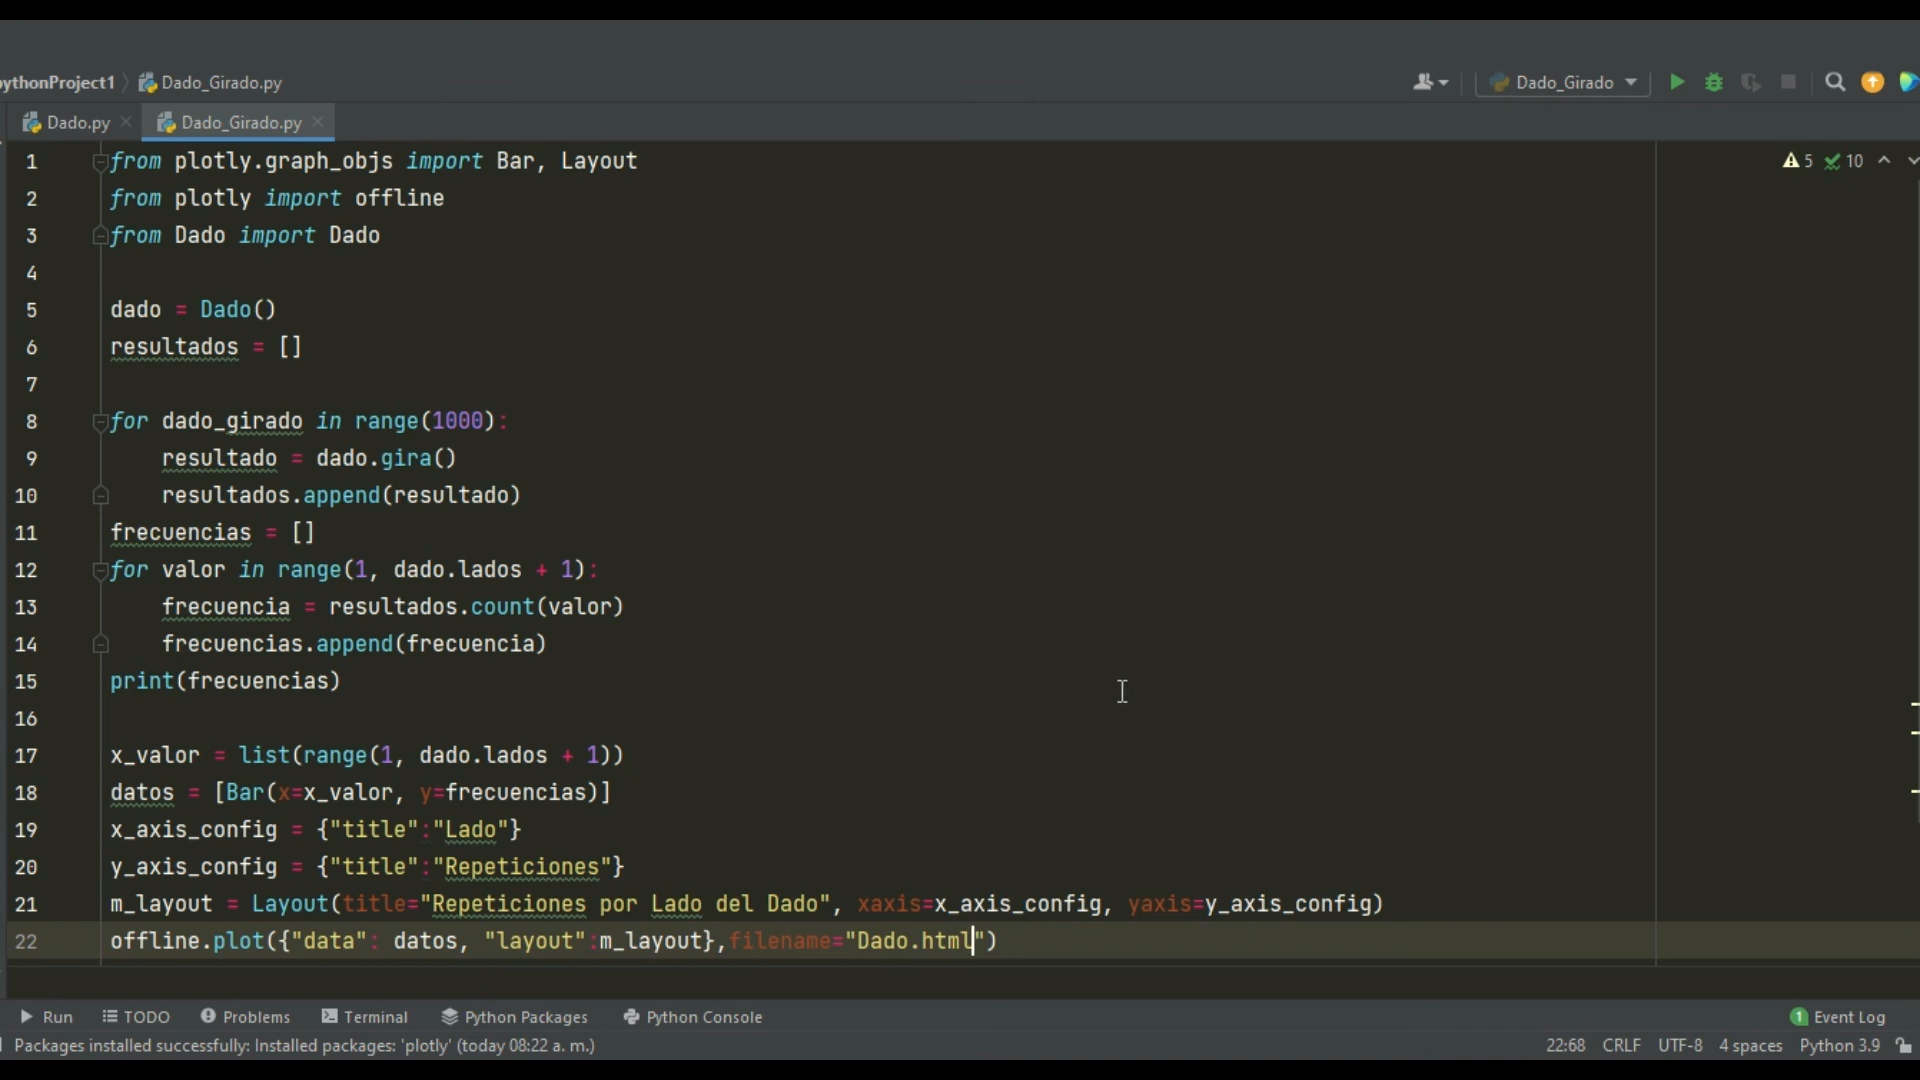 pythonProject1 Dado_Girado.py Dado_Girado
Dado.py Dado_Girado.py
1 from plotly.graph_objs import Bar, Layout 5 10
2 from plotly import offline
3 from Dado import Dado
4
5 dado = Dado()
6 resultados = []
7
8 for dado_girado in range(1000):
9 resultado = dado.gira()
10 resultados.append(resultado)
11 frecuencias = []
12 for valor in range(1, dado.lados + 1):
13 frecuencia = resultados.count(valor)
14 frecuencias.append(frecuencia)
15 print(frecuencias)
16
17 x_valor = list(range(1, dado.lados + 1))
18 datos = [Bar(x=x_valor, y=frecuencias)]
19 x_axis_config = {"title":"Lado"}
20 y_axis_config = {"title":"Repeticiones"}
21 m_layout = Layout(title="Repeticiones por Lado del Dado", xaxis=x_axis_config, yaxis=y_axis_config)
22 offline.plot({"data": datos, "layout":m_layout},filename="Dado.html")
Run TODO Problems Terminal Python Packages Python Console 1 Event Log
Packages installed successfully: Installed packages: 'plotly' (today 08:22 a. m.) 22:68 CRLF UTF-8 4 spaces Python 3.9